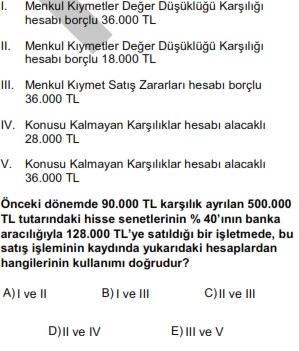 I. Menkul Kıymetler Değer Düşüklüğü Karşılığı
hesabı borçlu 36.000 TL
II. Menkul Kıymetler Değer Düşüklüğü Karşılığı
hesabı borçlu 18.000 TL
III. Menkul Kıymet Satış Zararları hesabı borçlu
36.000 TL
IV. Konusu Kalmayan Karşılıklar hesabı alacaklı
28.000 TL
V. Konusu Kalmayan Karşılıklar hesabı alacaklı
36.000 TL
Önceki dönemde 90.000 TL karşılık ayrılan 500.000
TL tutarındaki hisse senetlerinin % 40’ının banka
aracılığıyla 128.000 TL’ye satıldığı bir işletmede, bu
satış işleminin kaydında yukarıdaki hesaplardan
hangilerinin kullanımı doğrudur?
A) I ve II B) I ve III C) II ve III
D) II ve IV E) III ve V